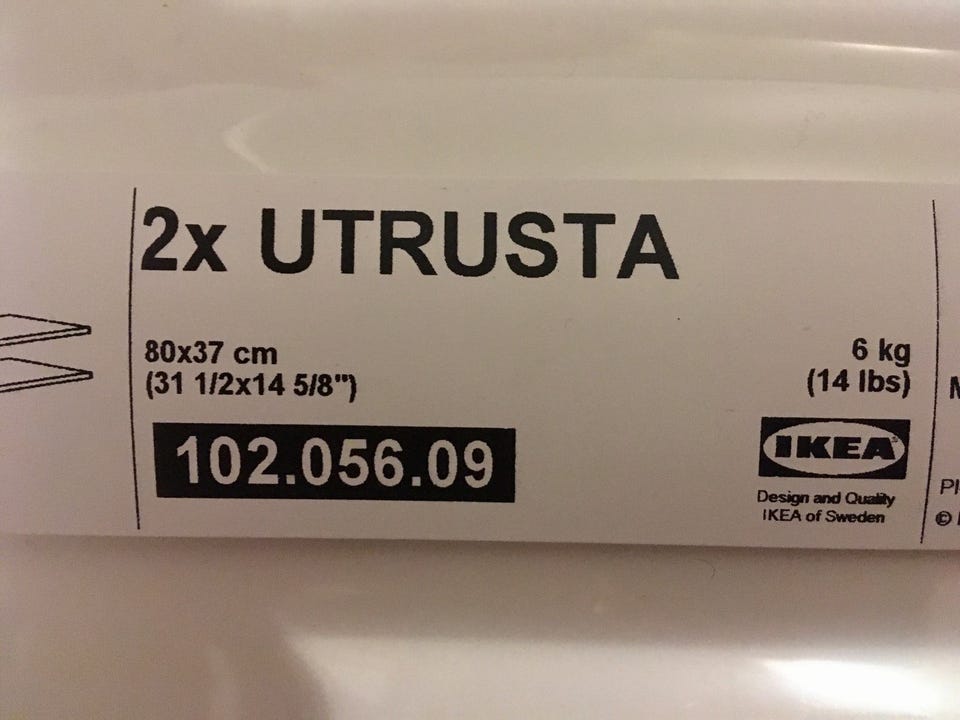 2x UTRUSTA
80x37 cm
(31 1/2x14 5/8")
6 kg
(14 lbs)
102.056.09
IKEA®
Design and Quality
IKEA of Sweden
©